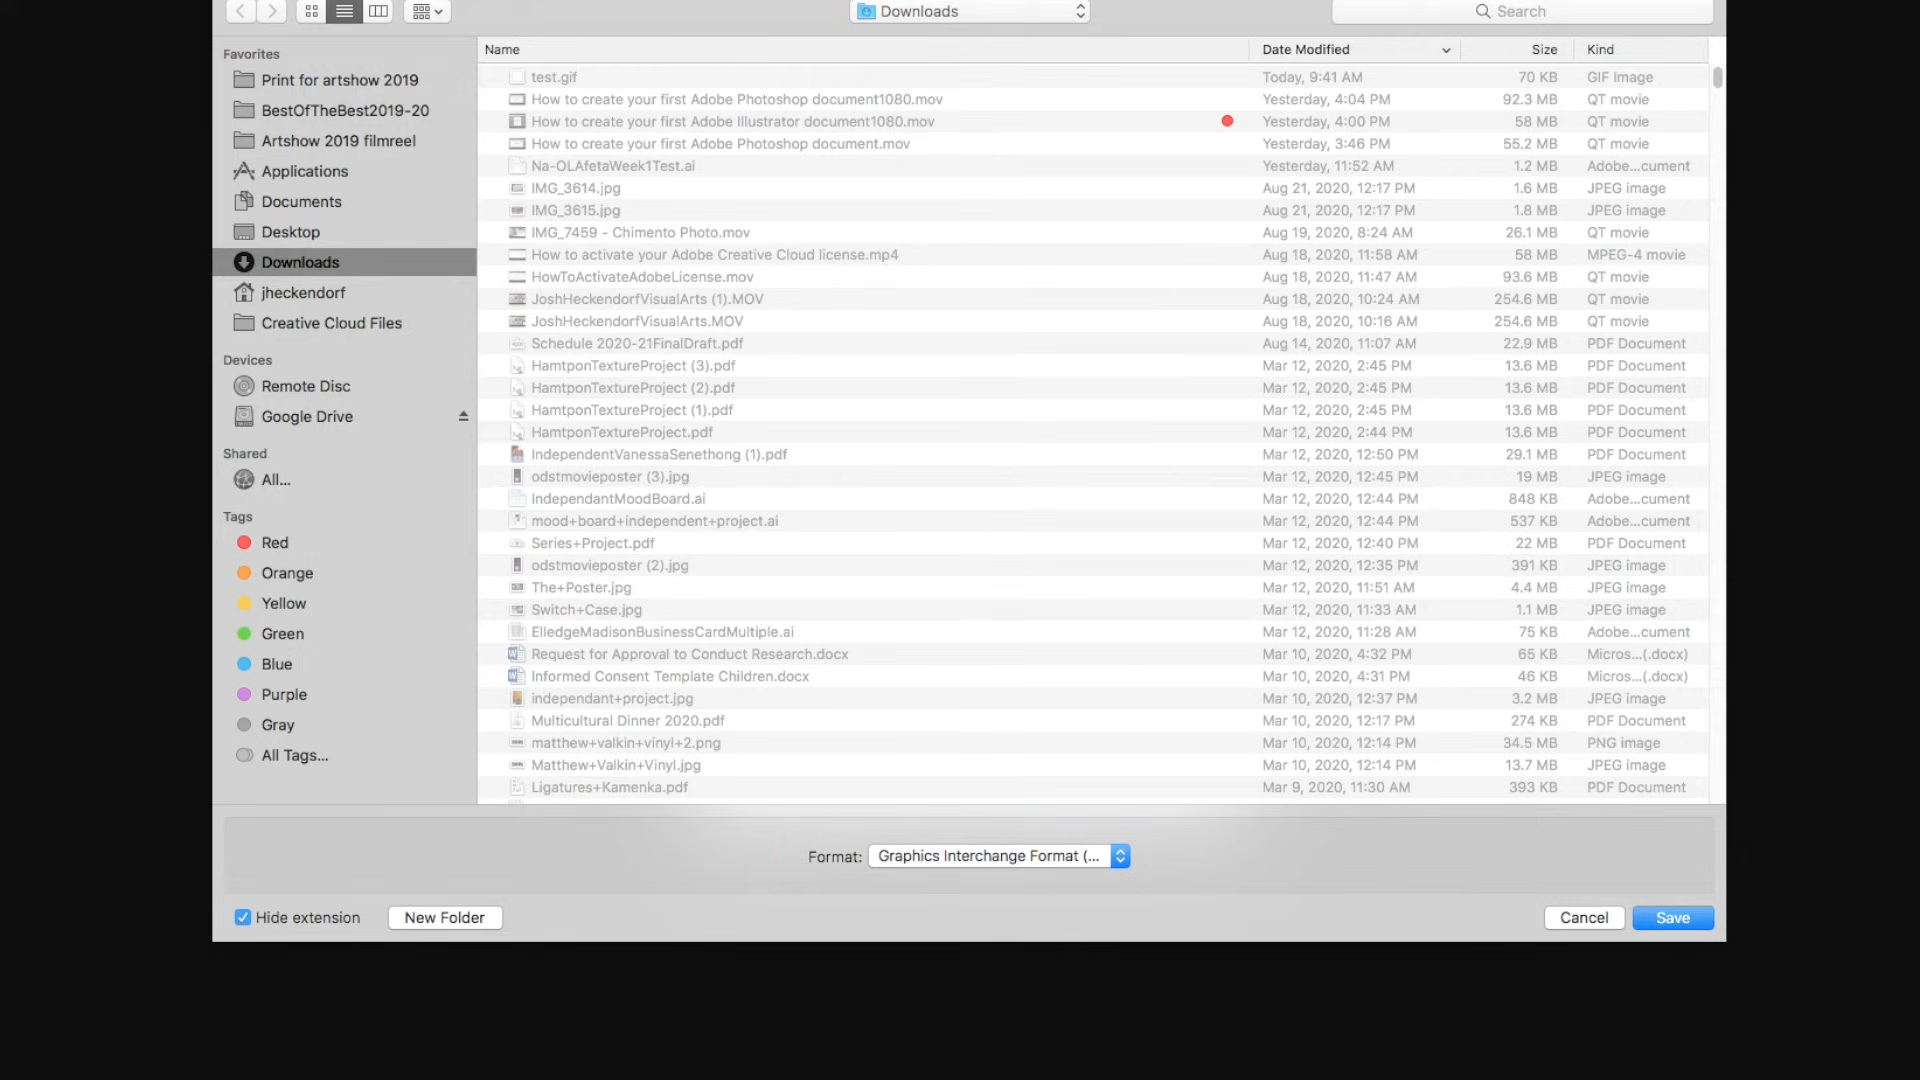 Downloads
Search
Favorites
Print for artshow 2019
BestOfTheBest2019-20
Artshow 2019 filmreel
Applications
Documents
Desktop
Downloads
jheckendorf
Creative Cloud Files
Devices
Remote Disc
Google Drive
Shared
All...
Tags
Red
Orange
Yellow
Green
Blue
Purple
Gray
All Tags...
Name Date Modified Size Kind
test.gif Today, 9:41 AM 70 KB GIF Image
How to create your first Adobe Photoshop document1080.mov Yesterday, 4:04 PM 92.3 MB QT movie
How to create your first Adobe Illustrator document1080.mov Yesterday, 4:00 PM 58 MB QT movie
How to create your first Adobe Photoshop document.mov Yesterday, 3:46 PM 55.2 MB QT movie
Na-OLAfetaWeek1Test.ai Yesterday, 11:52 AM 1.2 MB Adobe...cument
IMG_3614.jpg Aug 21, 2020, 12:17 PM 1.6 MB JPEG image
IMG_3615.jpg Aug 21, 2020, 12:17 PM 1.8 MB JPEG image
IMG_7459 - Chimento Photo.mov Aug 19, 2020, 8:24 AM 26.1 MB QT movie
How to activate your Adobe Creative Cloud license.mp4 Aug 18, 2020, 11:58 AM 58 MB MPEG-4 movie
HowToActivateAdobeLicense.mov Aug 18, 2020, 11:47 AM 93.6 MB QT movie
JoshHeckendorfVisualArts (1).MOV Aug 18, 2020, 10:24 AM 254.6 MB QT movie
JoshHeckendorfVisualArts.MOV Aug 18, 2020, 10:16 AM 254.6 MB QT movie
Schedule 2020-21FinalDraft.pdf Aug 14, 2020, 11:07 AM 22.9 MB PDF Document
HamtponTextureProject (3).pdf Mar 12, 2020, 2:45 PM 13.6 MB PDF Document
HamtponTextureProject (2).pdf Mar 12, 2020, 2:45 PM 13.6 MB PDF Document
HamtponTextureProject (1).pdf Mar 12, 2020, 2:45 PM 13.6 MB PDF Document
HamtponTextureProject.pdf Mar 12, 2020, 2:44 PM 13.6 MB PDF Document
IndependentVanessaSenethong (1).pdf Mar 12, 2020, 12:50 PM 29.1 MB PDF Document
odstmovieposter (3).jpg Mar 12, 2020, 12:45 PM 19 MB JPEG image
IndependantMoodBoard.ai Mar 12, 2020, 12:44 PM 848 KB Adobe...cument
mood+board+independent+project.ai Mar 12, 2020, 12:44 PM 537 KB Adobe...cument
Series+Project.pdf Mar 12, 2020, 12:40 PM 22 MB PDF Document
odstmovieposter (2).jpg Mar 12, 2020, 12:35 PM 391 KB JPEG image
The+Poster.jpg Mar 12, 2020, 11:51 AM 4.4 MB JPEG image
Switch+Case.jpg Mar 12, 2020, 11:33 AM 1.1 MB JPEG image
ElledgeMadisonBusinessCardMultiple.ai Mar 12, 2020, 11:28 AM 75 KB Adobe...cument
Request for Approval to Conduct Research.docx Mar 10, 2020, 4:32 PM 65 KB Micros...(.docx)
Informed Consent Template Children.docx Mar 10, 2020, 4:31 PM 46 KB Micros...(.docx)
independant+project.jpg Mar 10, 2020, 12:37 PM 3.2 MB JPEG image
Multicultural Dinner 2020.pdf Mar 10, 2020, 12:17 PM 274 KB PDF Document
matthew+valkin+vinyl+2.png Mar 10, 2020, 12:14 PM 34.5 MB PNG image
Matthew+Valkin+Vinyl.jpg Mar 10, 2020, 12:14 PM 13.7 MB JPEG image
Ligatures+Kamenka.pdf Mar 9, 2020, 11:30 AM 393 KB PDF Document
Format: Graphics Interchange Format (...
Hide extension New Folder Cancel Save